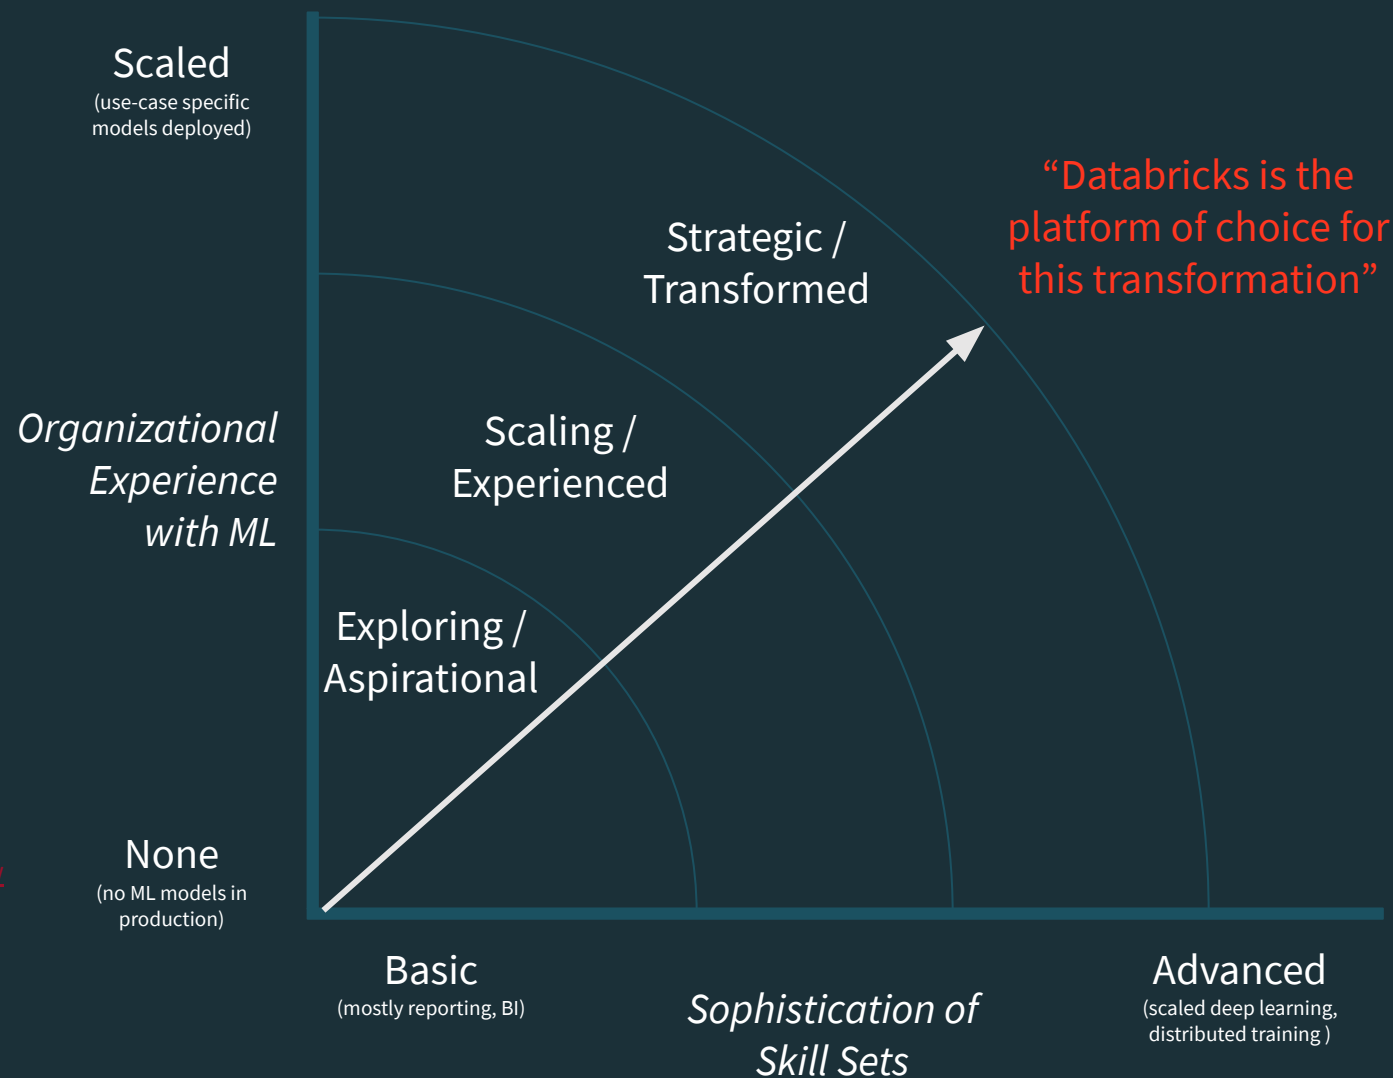 Scaled
(use-case specific
models deployed)
“Databricks is the
platform of choice for
this transformation”
Strategic /
Transformed
Organizational
Experience
with ML
Scaling /
Experienced
Exploring /
Aspirational
None
(no ML models in
production)
Basic
(mostly reporting, BI)
Sophistication of
Skill Sets
Advanced
(scaled deep learning,
distributed training )